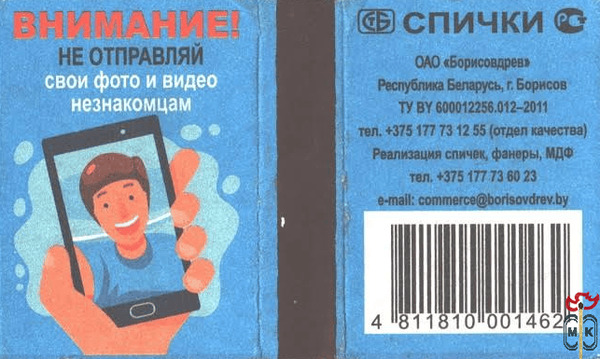 ВНИМАНИЕ!
НЕ ОТПРАВЛЯЙ
свои фото и видео
незнакомцам
СТБ СПИЧКИ РСТ
ОАО «Борисовдрев»
Республика Беларусь, г. Борисов
ТУ BY 600012256.012–2011
тел. +375 177 73 12 55 (отдел качества)
Реализация спичек, фанеры, МДФ
тел. +375 177 73 60 23
e-mail: commerce@borisovdrev.by
4 811810 001462
М К